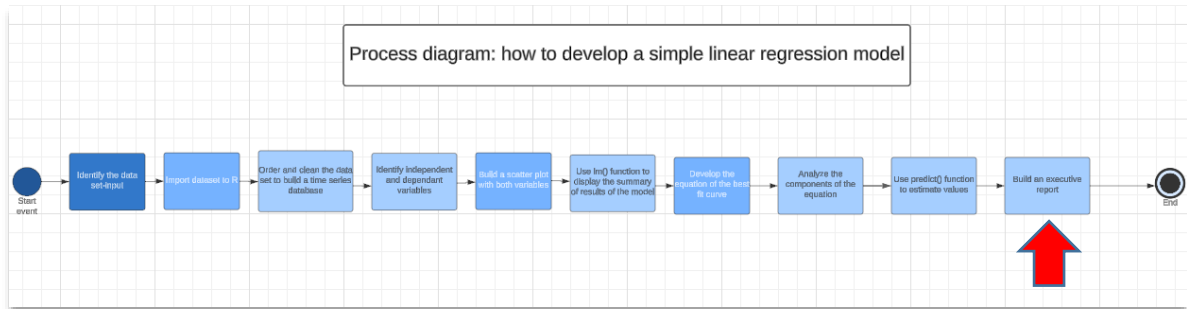 Process diagram: how to develop a simple linear regression model
Start
event
Identify the data
set-input
Import dataset to R
Order and clean the data
set to build a time series
database
Identify independent
and dependant
variables
Build a scatter plot
with both variables
Use lm() function to
display the summary
of results of the model
Develop the
equation of the best
fit curve
Analyze the
components of the
equation
Use predict() function
to estimate values
Build an executive
report
End